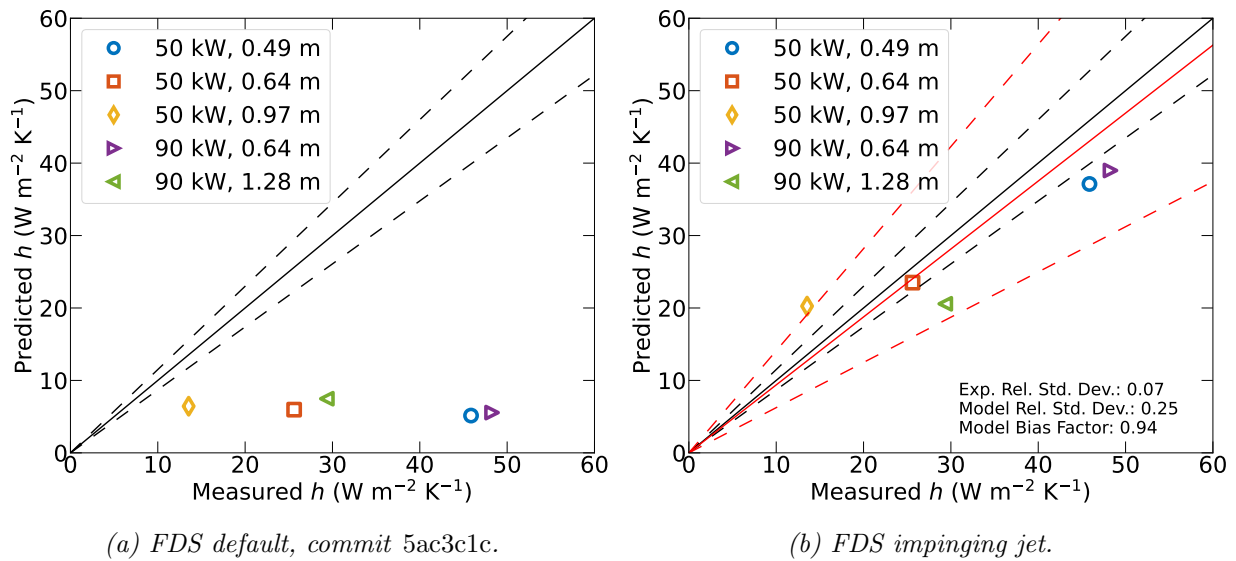 60
50
40
30
20
10
0
Predicted h (W m⁻² K⁻¹)
50 kW, 0.49 m
50 kW, 0.64 m
50 kW, 0.97 m
90 kW, 0.64 m
90 kW, 1.28 m
0 10 20 30 40 50 60
Measured h (W m⁻² K⁻¹)
(a) FDS default, commit 5ac3c1c.
60
50
40
30
20
10
0
Predicted h (W m⁻² K⁻¹)
50 kW, 0.49 m
50 kW, 0.64 m
50 kW, 0.97 m
90 kW, 0.64 m
90 kW, 1.28 m
Exp. Rel. Std. Dev.: 0.07
Model Rel. Std. Dev.: 0.25
Model Bias Factor: 0.94
0 10 20 30 40 50 60
Measured h (W m⁻² K⁻¹)
(b) FDS impinging jet.